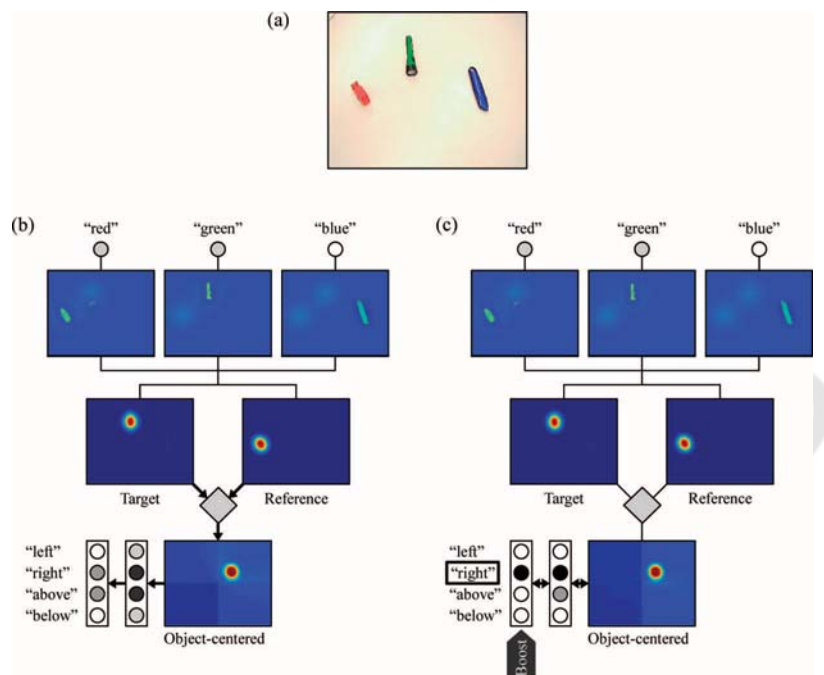 (a)
(b)
“red” “green” “blue”
Target
Reference
“left”
“right”
“above”
“below”
Object-centered
(c)
“red” “green” “blue”
Target
Reference
“left”
“right”
“above”
“below”
Object-centered
Boost